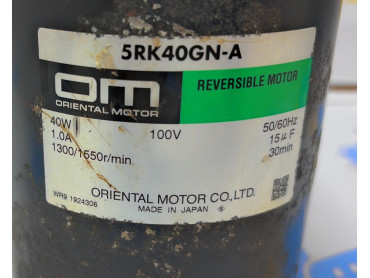 5RK40GN-A
om
ORIENTAL MOTOR
REVERSIBLE MOTOR
40W 100V 50/60Hz
1.0A 15μF
1300/1550r/min 30min
ORIENTAL MOTOR CO.,LTD.
WR9 1924306 MADE IN JAPAN ®